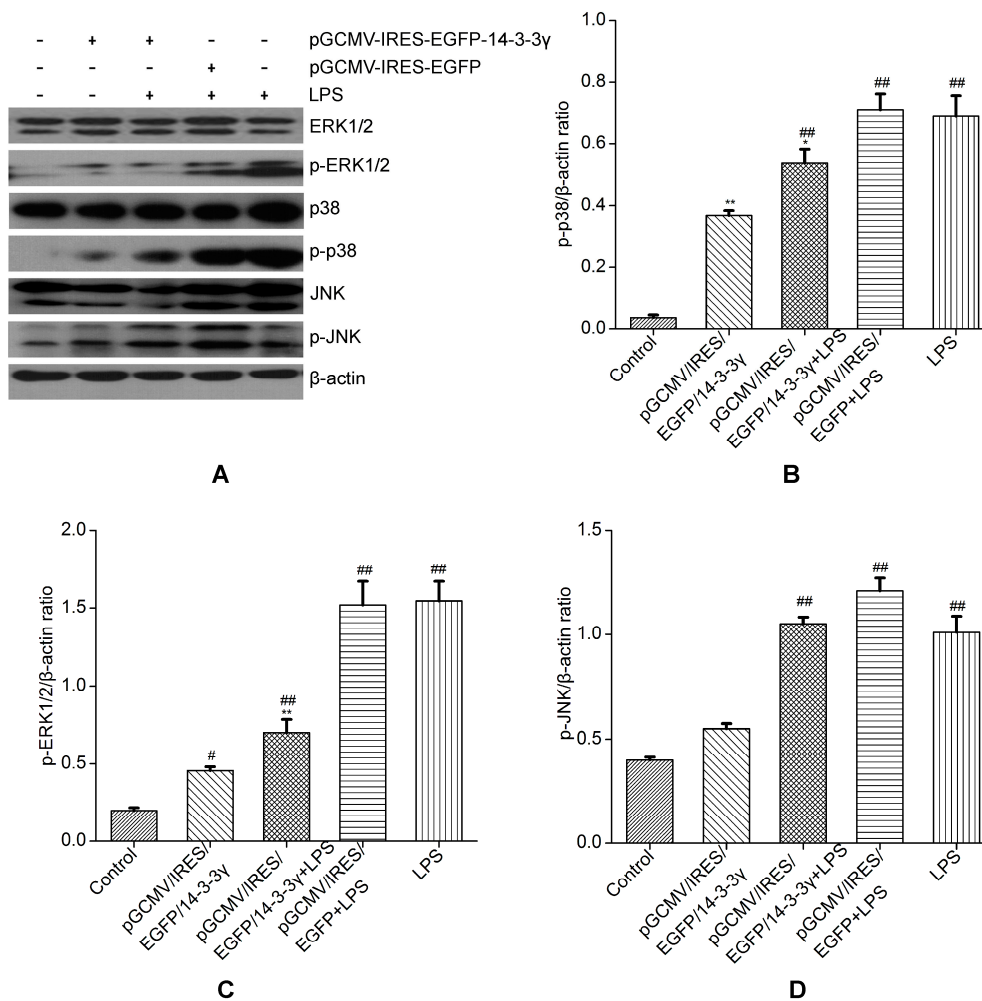 - + + - - pGCMV-IRES-EGFP-14-3-3γ
- - - + - pGCMV-IRES-EGFP
- - + + + LPS
ERK1/2
p-ERK1/2
p38
p-p38
JNK
p-JNK
β-actin
A
p-p38/β-actin ratio
1.0
0.8
0.6
0.4
0.2
0.0
**
##
*
##
##
Control
pGCMV/IRES/
EGFP/14-3-3γ
pGCMV/IRES/
EGFP/14-3-3γ+LPS
pGCMV/IRES/
EGFP+LPS
LPS
B
p-ERK1/2/β-actin ratio
2.0
1.5
1.0
0.5
0.0
#
##
**
##
##
Control
pGCMV/IRES/
EGFP/14-3-3γ
pGCMV/IRES/
EGFP/14-3-3γ+LPS
pGCMV/IRES/
EGFP+LPS
LPS
C
p-JNK/β-actin ratio
1.5
1.0
0.5
0.0
##
##
##
Control
pGCMV/IRES/
EGFP/14-3-3γ
pGCMV/IRES/
EGFP/14-3-3γ+LPS
pGCMV/IRES/
EGFP+LPS
LPS
D